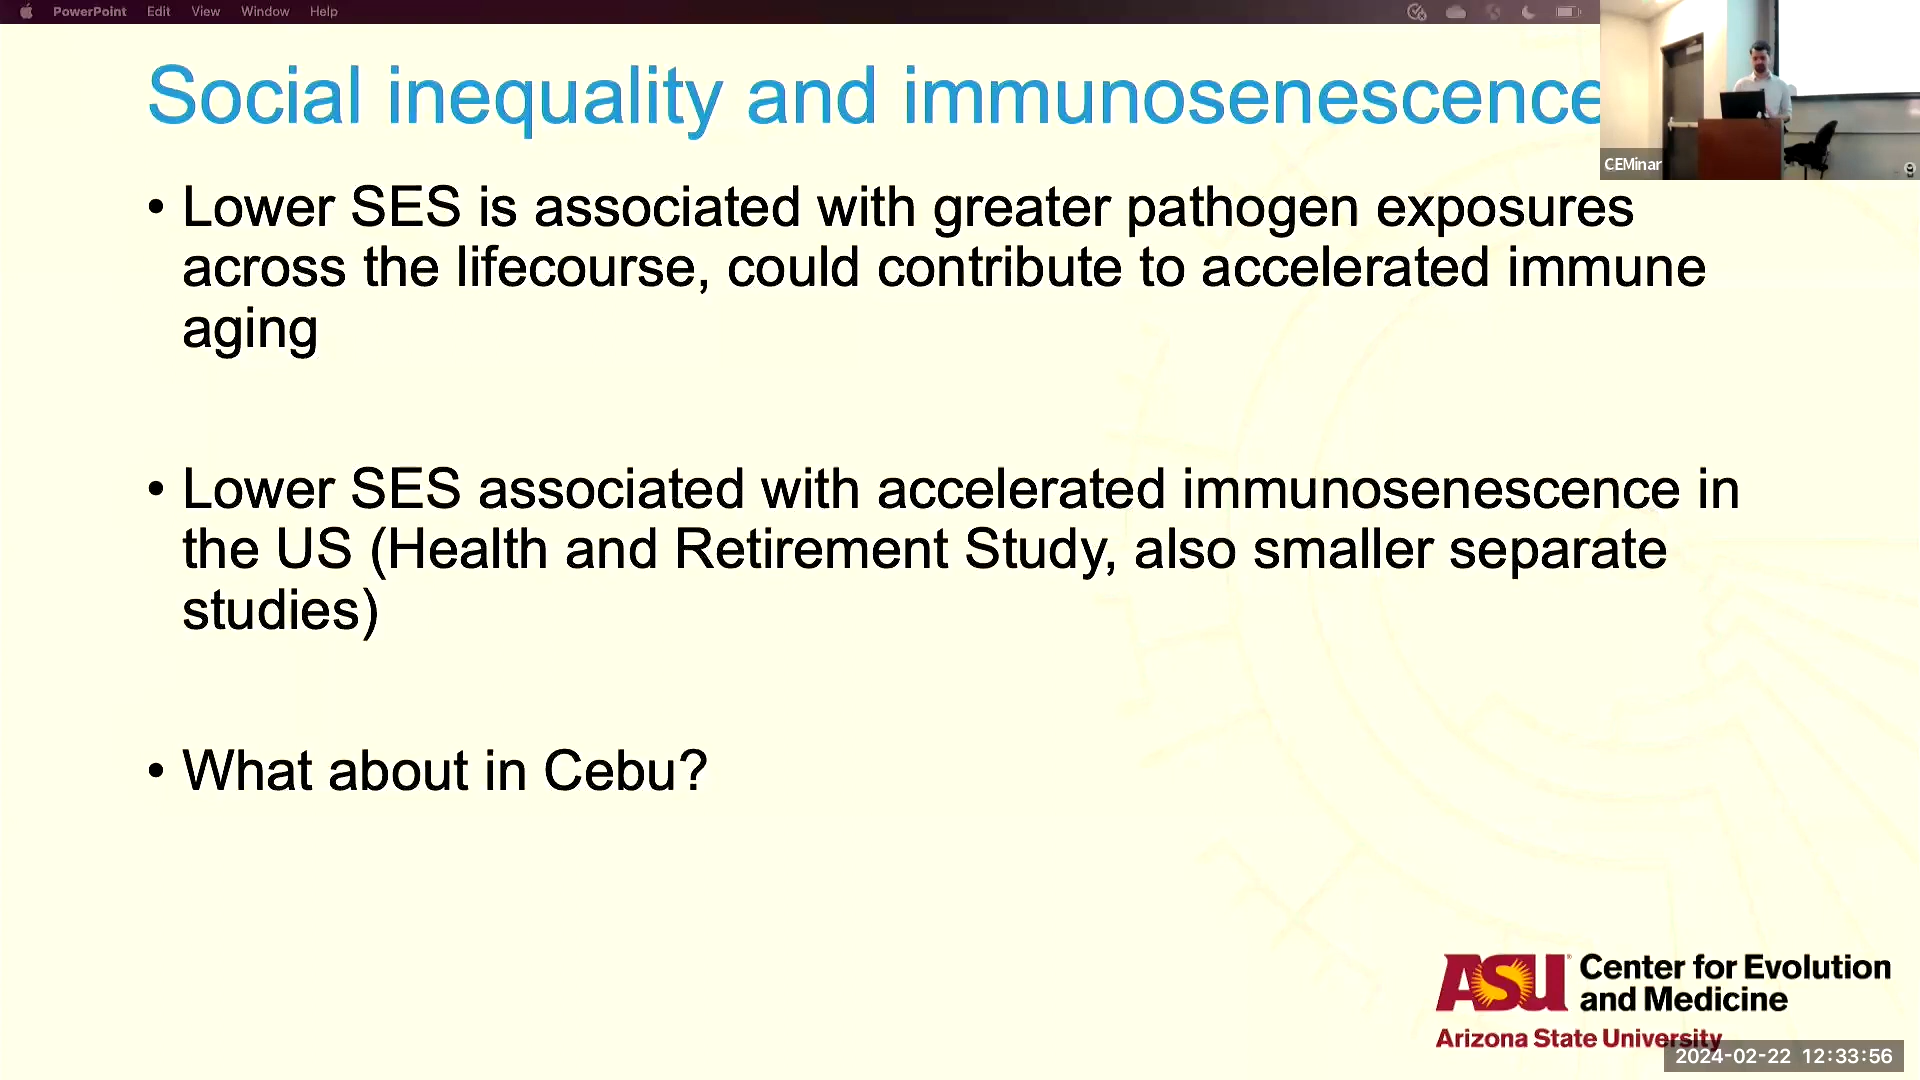 PowerPoint Edit View Window Help
Social inequality and immunosenescence
CEMinar
• Lower SES is associated with greater pathogen exposures
across the lifecourse, could contribute to accelerated immune
aging
• Lower SES associated with accelerated immunosenescence in
the US (Health and Retirement Study, also smaller separate
studies)
• What about in Cebu?
ASU Center for Evolution
and Medicine
Arizona State University
2024-02-22 12:33:56